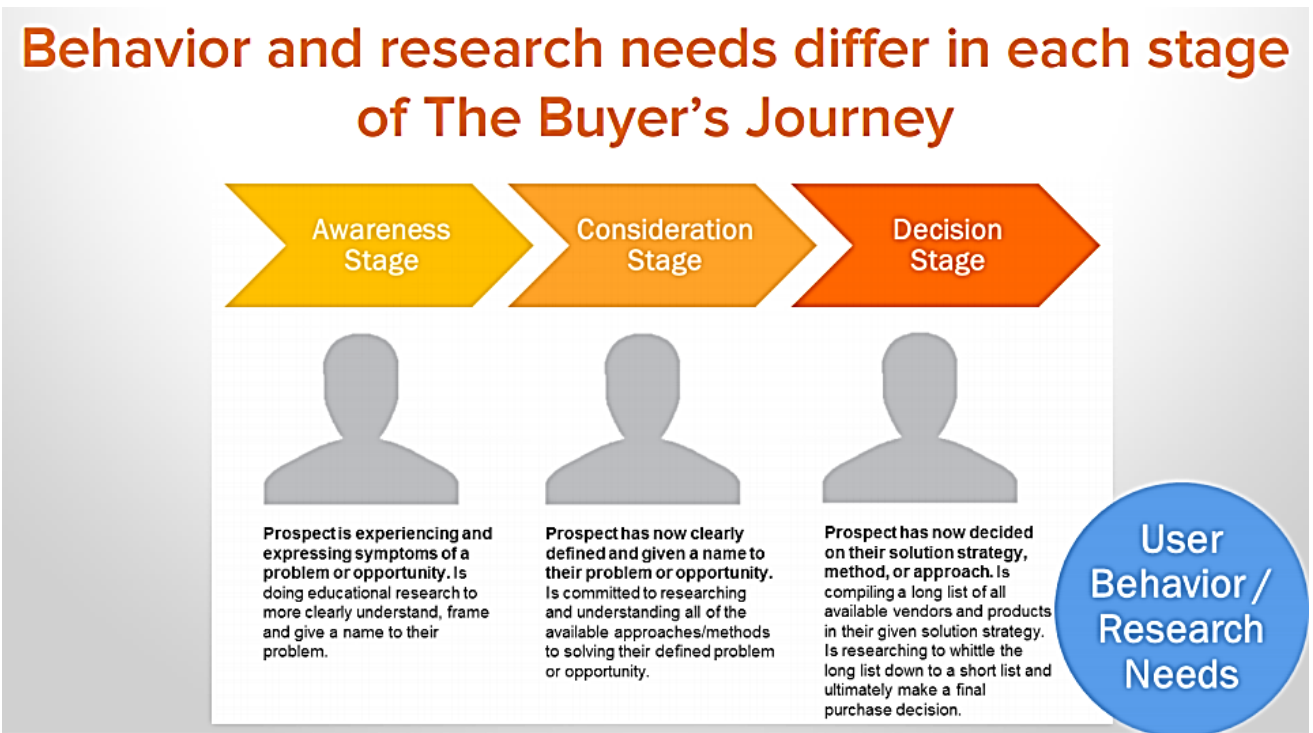 Behavior and research needs differ in each stage
of The Buyer's Journey
Awareness
Stage
Consideration
Stage
Decision
Stage
Prospect is experiencing and
expressing symptoms of a
problem or opportunity. Is
doing educational research to
more clearly understand, frame
and give a name to their
problem.
Prospect has now clearly
defined and given a name to
their problem or opportunity.
Is committed to researching
and understanding all of the
available approaches/methods
to solving their defined problem
or opportunity.
Prospect has now decided
on their solution strategy,
method, or approach. Is
compiling a long list of all
available vendors and products
in their given solution strategy.
Is researching to whittle the
long list down to a short list and
ultimately make a final
purchase decision.
User
Behavior /
Research
Needs